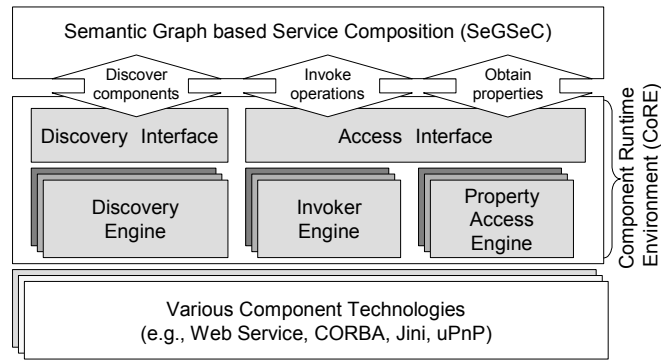 Semantic Graph based Service Composition (SeGSeC)
Discover
components
Invoke
operations
Obtain
properties
Discovery Interface
Access Interface
Discovery
Engine
Invoker
Engine
Property
Access
Engine
Component Runtime
Environment (CoRE)
Various Component Technologies
(e.g., Web Service, CORBA, Jini, uPnP)